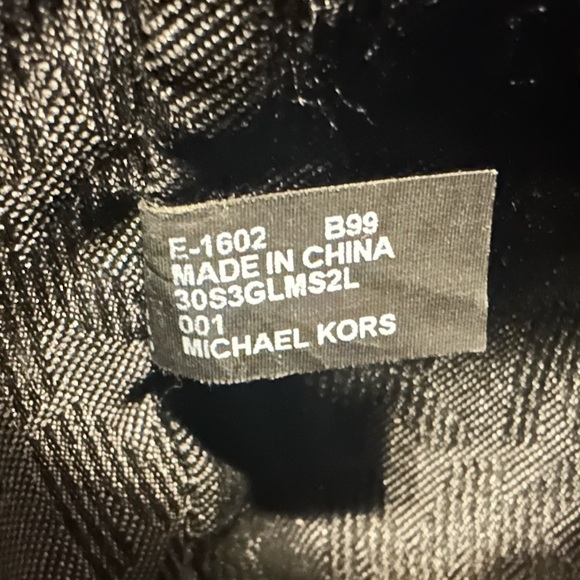 E-1602 B99
MADE IN CHINA
30S3GLMS2L
001
MICHAEL KORS